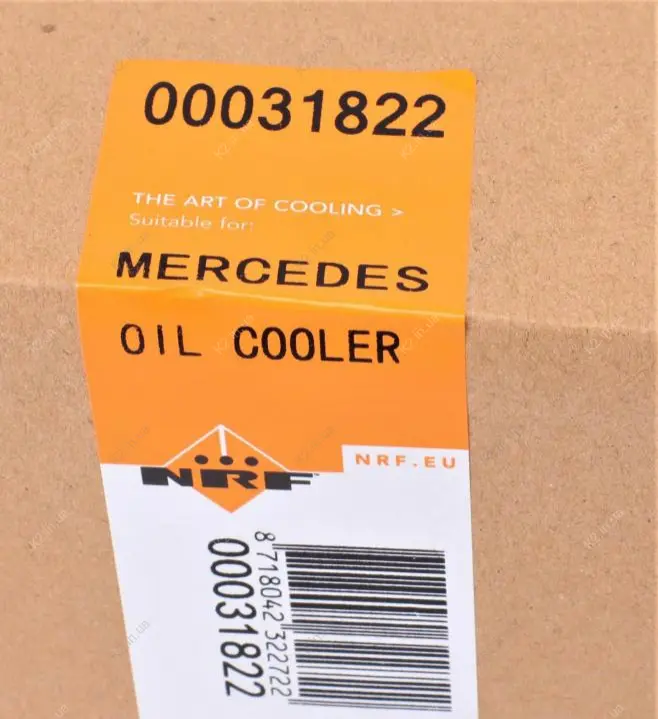 00031822
THE ART OF COOLING >
Suitable for:
MERCEDES
OIL COOLER
NRF
NRF.EU
8 718042 322722
00031822